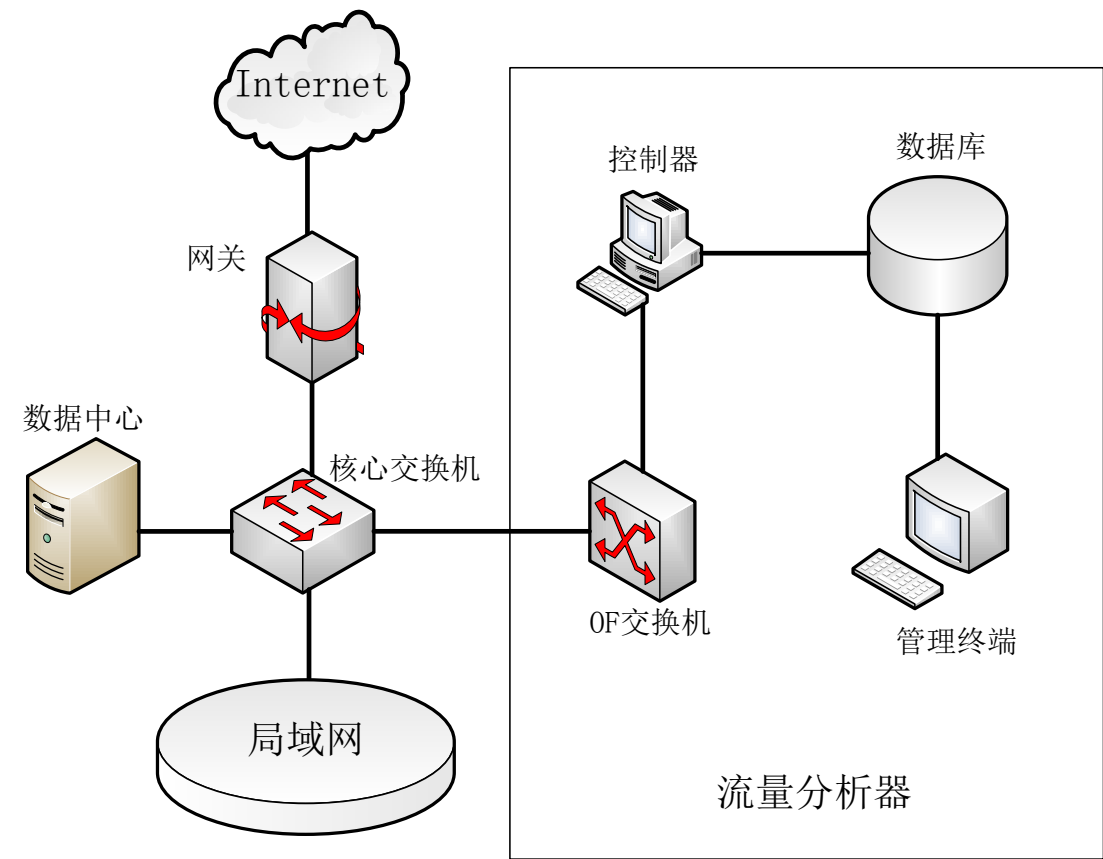 Internet
控制器
数据库
网关
数据中心
核心交换机
OF交换机
管理终端
局域网
流量分析器